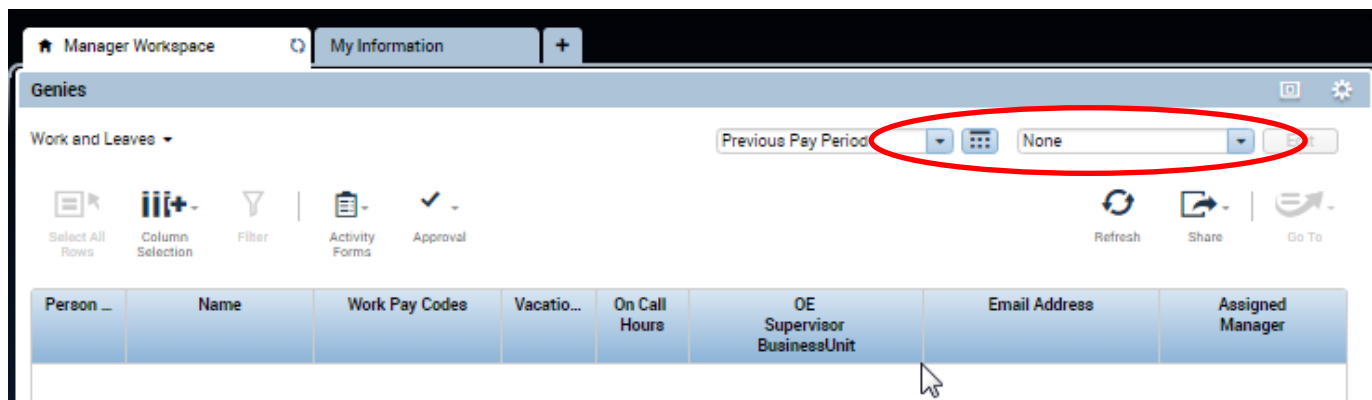 Manager Workspace
My Information
+
Genies
Work and Leaves
Previous Pay Period
None
Select All
Rows
Column
Selection
Filter
Activity
Forms
Approval
Refresh
Share
Go To
Person ...
Name
Work Pay Codes
Vacatio...
On Call
Hours
OE
Supervisor
BusinessUnit
Email Address
Assigned
Manager